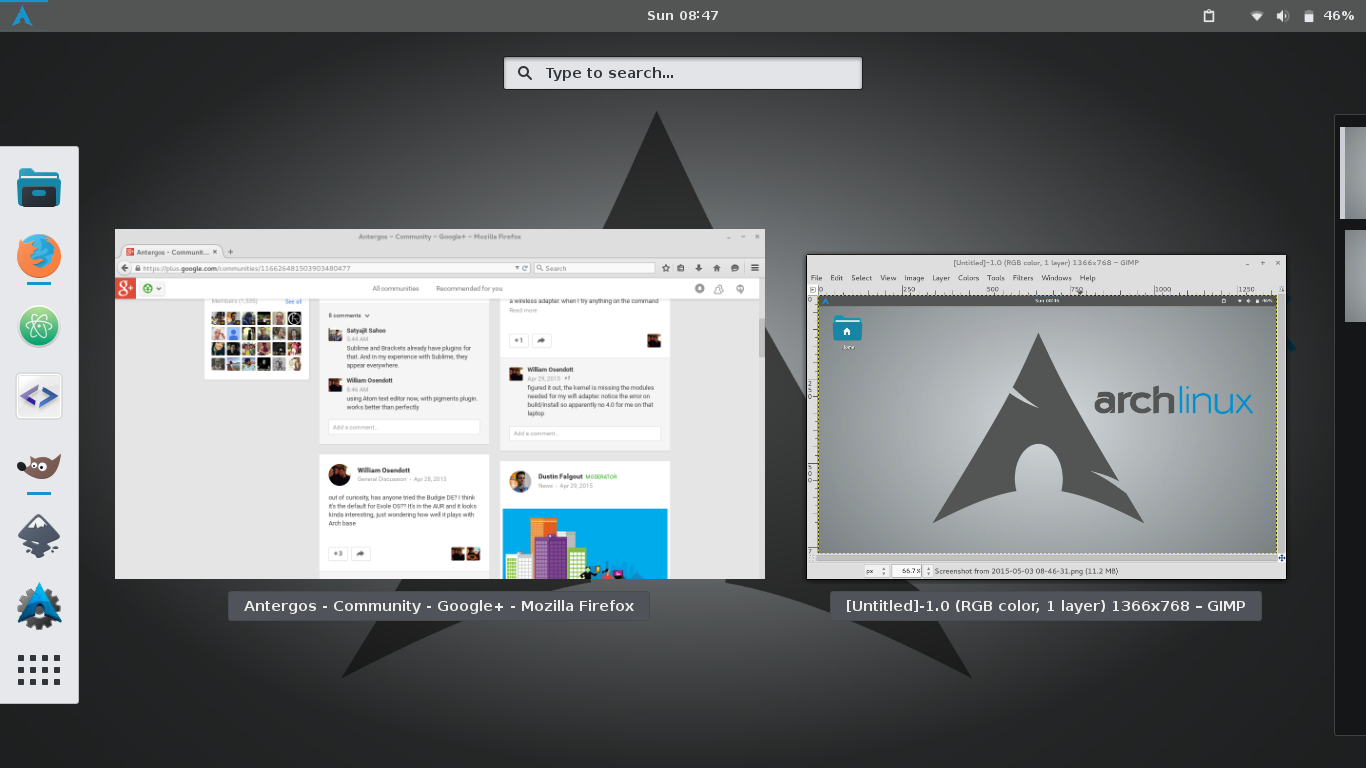 Sun 08:47
46%
Type to search...
Antergos - Community - Google+ - Mozilla Firefox
Antergos - Communit...
https://plus.google.com/communities/116626481503903480477
Search
All communities
Recommended for you
See all
8 comments
Satyajit Sahoo
5:44 AM
Sublime and Brackets already have plugins for
that. And in my experience with Sublime, they
appear everywhere.
William Osendott
8:46 AM
using Atom text editor now, with pigments plugin.
works better than perfectly
Add a comment...
William Osendott
General Discussion - Apr 28, 2015
out of curiosity, has anyone tried the Budgie DE? I think
it's the default for Evole OS?? It's in the AUR and it looks
kinda interesting, just wondering how well it plays with
Arch base
+3
a wireless adapter. when I try anything on the command
Read more
+1
William Osendott
Apr 29, 2015 +1
figured it out, the kernel is missing the modules
needed for my wifi adapter. notice the error on
build/install so apparently no 4.0 for me on that
laptop
Add a comment...
Dustin Falgout MODERATOR
News - Apr 29, 2015
Antergos - Community - Google+ - Mozilla Firefox
[Untitled]-1.0 (RGB color, 1 layer) 1366x768 – GIMP
File Edit Select View Image Layer Colors Tools Filters Windows Help
0 250 500 750 1000 1250
Sun 08:46
46%
Home
archlinux
px
66.7%
Screenshot from 2015-05-03 08-46-31.png (11.2 MB)
[Untitled]-1.0 (RGB color, 1 layer) 1366x768 – GIMP